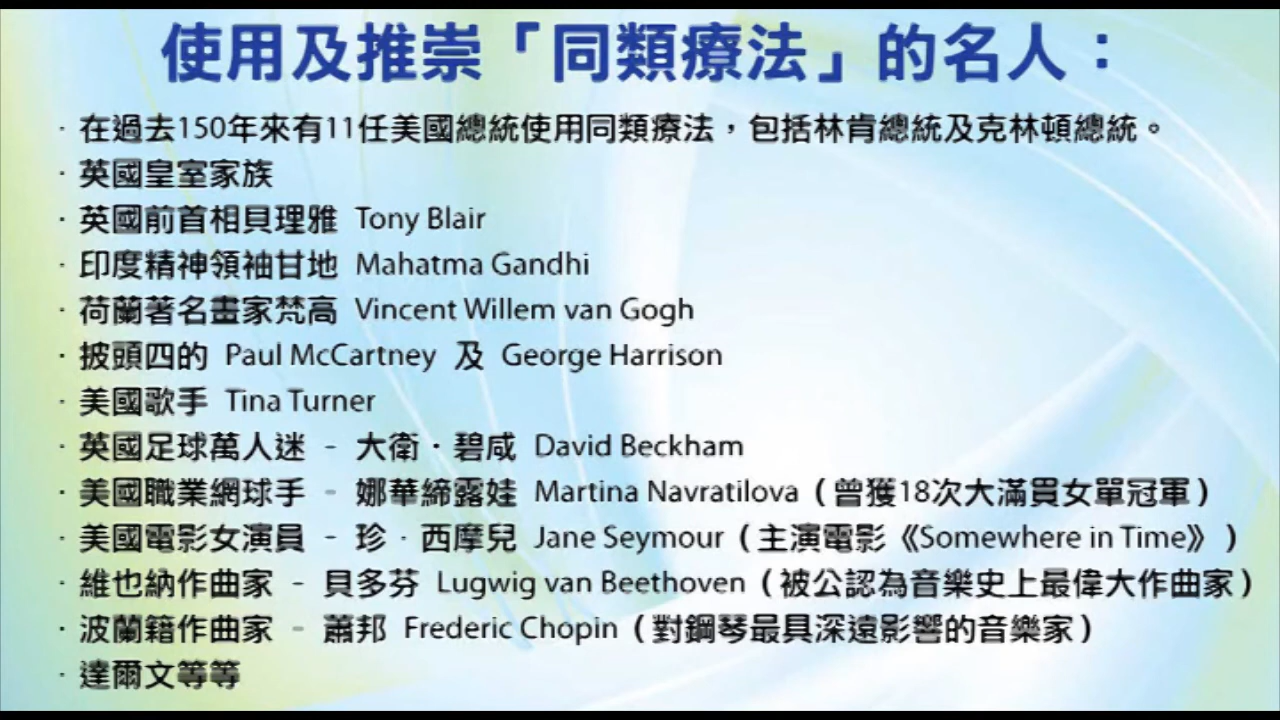 使用及推崇「同類療法」的名人：
· 在過去150年來有11任美國總統使用同類療法，包括林肯總統及克林頓總統。
· 英國皇室家族
· 英國前首相貝理雅 Tony Blair
· 印度精神領袖甘地 Mahatma Gandhi
· 荷蘭著名畫家梵高 Vincent Willem van Gogh
· 披頭四的 Paul McCartney 及 George Harrison
· 美國歌手 Tina Turner
· 英國足球萬人迷 - 大衛·碧咸 David Beckham
· 美國職業網球手 - 娜華締露娃 Martina Navratilova（曾獲18次大滿貫女單冠軍）
· 美國電影女演員 - 珍·西摩兒 Jane Seymour（主演電影《Somewhere in Time》）
· 維也納作曲家 - 貝多芬 Lugwig van Beethoven（被公認為音樂史上最偉大作曲家）
· 波蘭籍作曲家 - 蕭邦 Frederic Chopin（對鋼琴最具深遠影響的音樂家）
· 達爾文等等